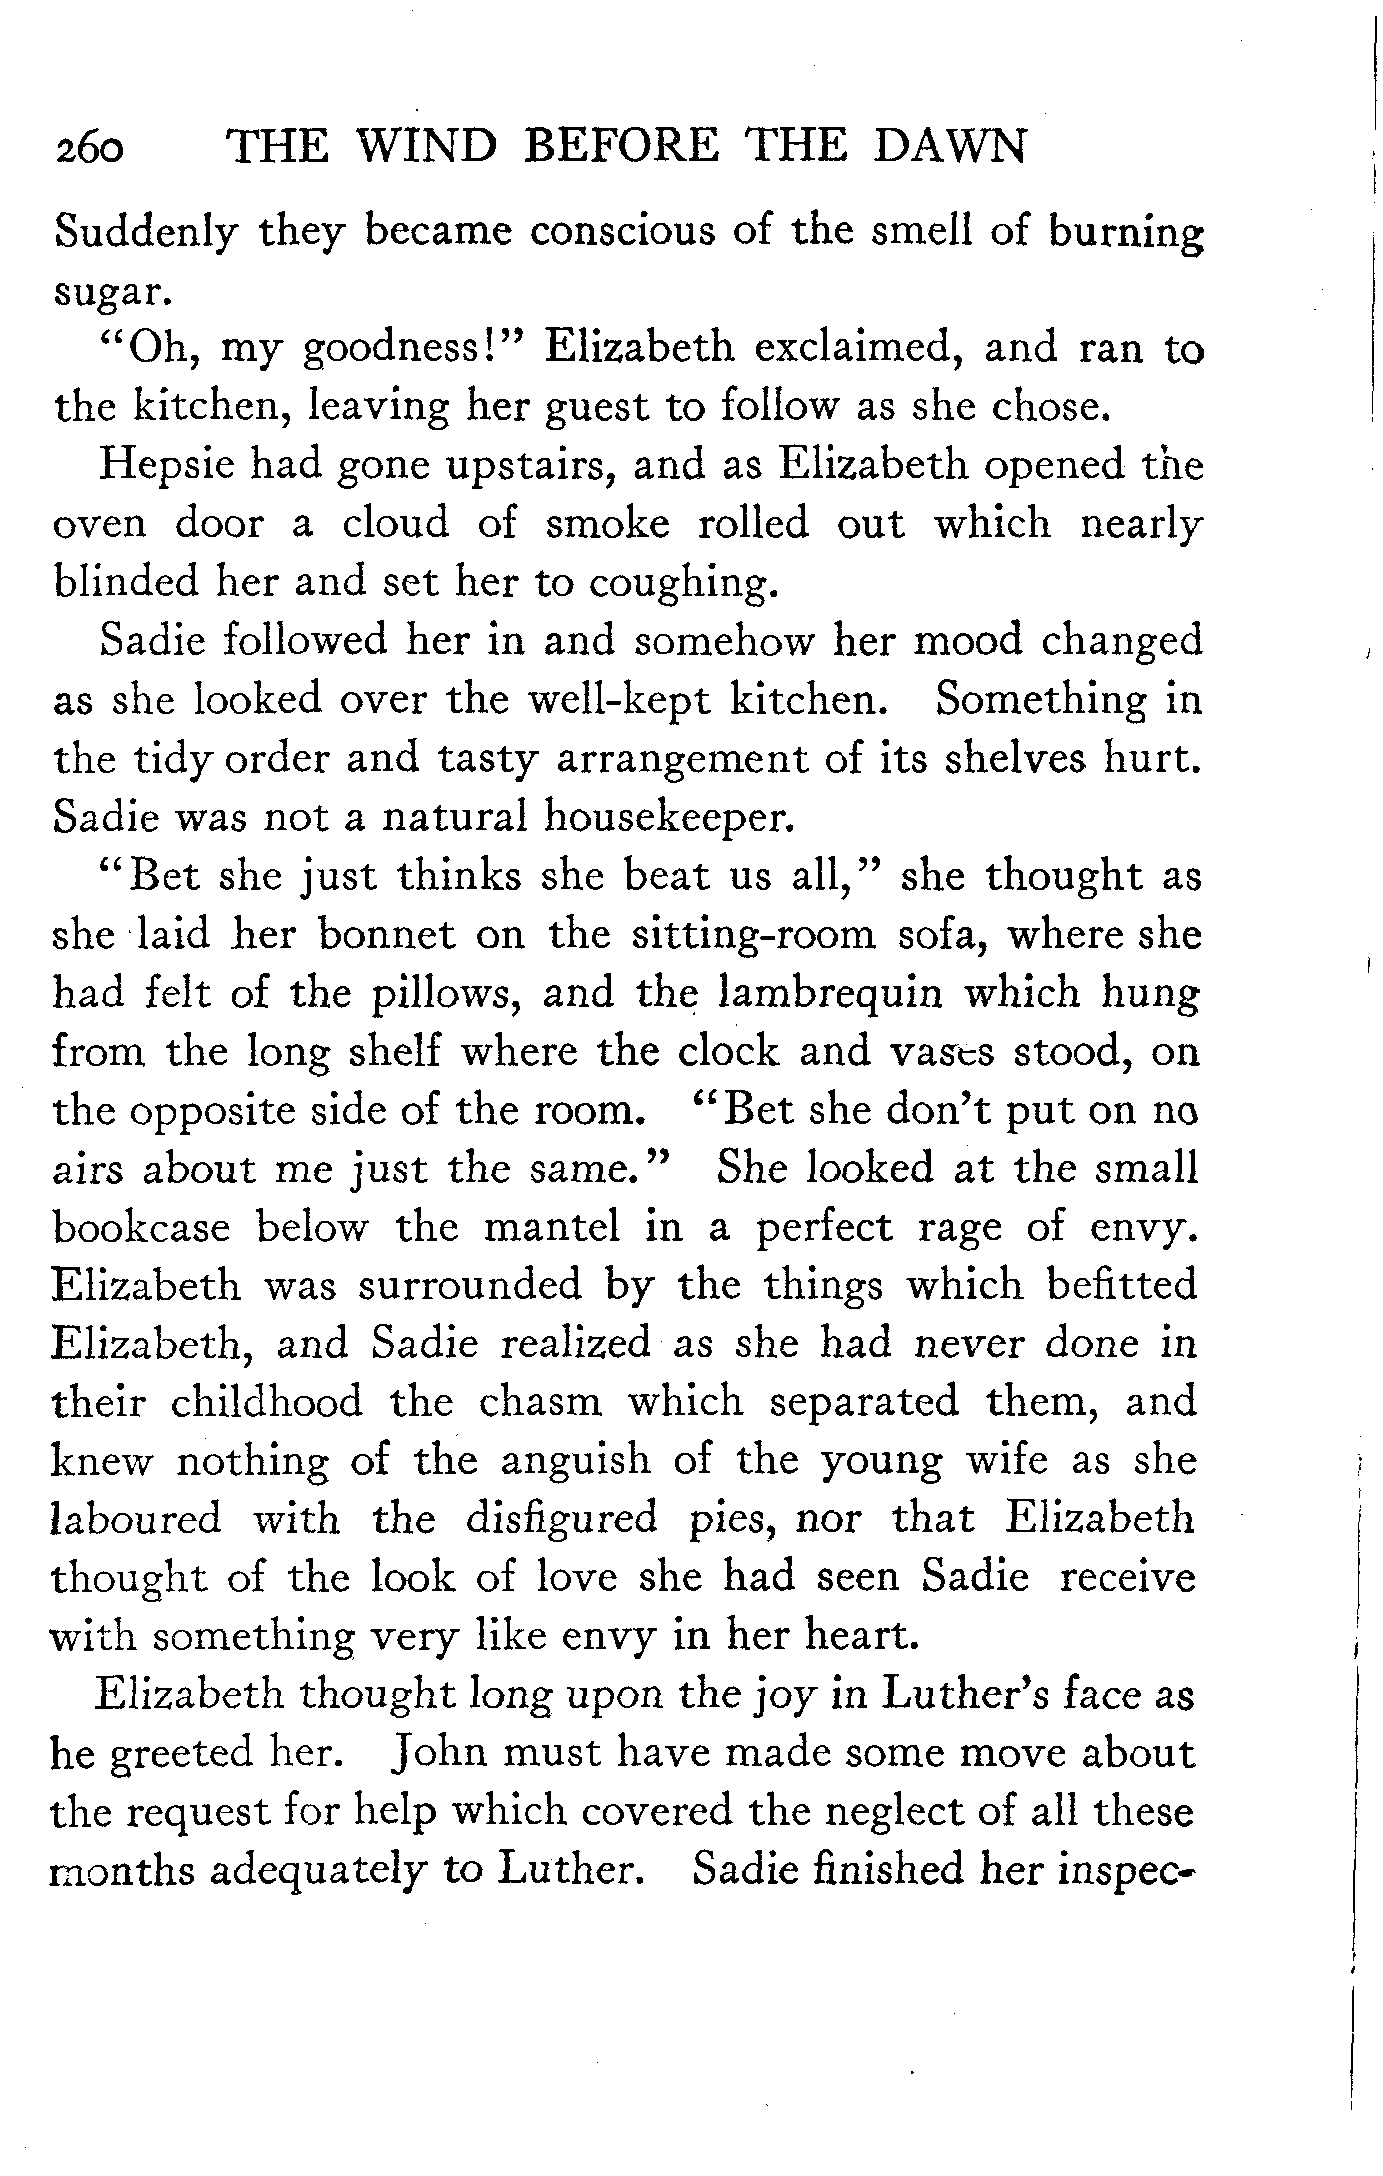 260 THE WIND BEFORE THE DAWN
Suddenly they became conscious of the smell of burning
sugar.
“Oh, my goodness!” Elizabeth exclaimed, and ran to
the kitchen, leaving her guest to follow as she chose.
Hepsie had gone upstairs, and as Elizabeth opened the
oven door a cloud of smoke rolled out which nearly
blinded her and set her to coughing.
Sadie followed her in and somehow her mood changed
as she looked over the well-kept kitchen. Something in
the tidy order and tasty arrangement of its shelves hurt.
Sadie was not a natural housekeeper.
“Bet she just thinks she beat us all,” she thought as
she laid her bonnet on the sitting-room sofa, where she
had felt of the pillows, and the lambrequin which hung
from the long shelf where the clock and vases stood, on
the opposite side of the room. “Bet she don’t put on no
airs about me just the same.” She looked at the small
bookcase below the mantel in a perfect rage of envy.
Elizabeth was surrounded by the things which befitted
Elizabeth, and Sadie realized as she had never done in
their childhood the chasm which separated them, and
knew nothing of the anguish of the young wife as she
laboured with the disfigured pies, nor that Elizabeth
thought of the look of love she had seen Sadie receive
with something very like envy in her heart.
Elizabeth thought long upon the joy in Luther’s face as
he greeted her. John must have made some move about
the request for help which covered the neglect of all these
months adequately to Luther. Sadie finished her inspec-